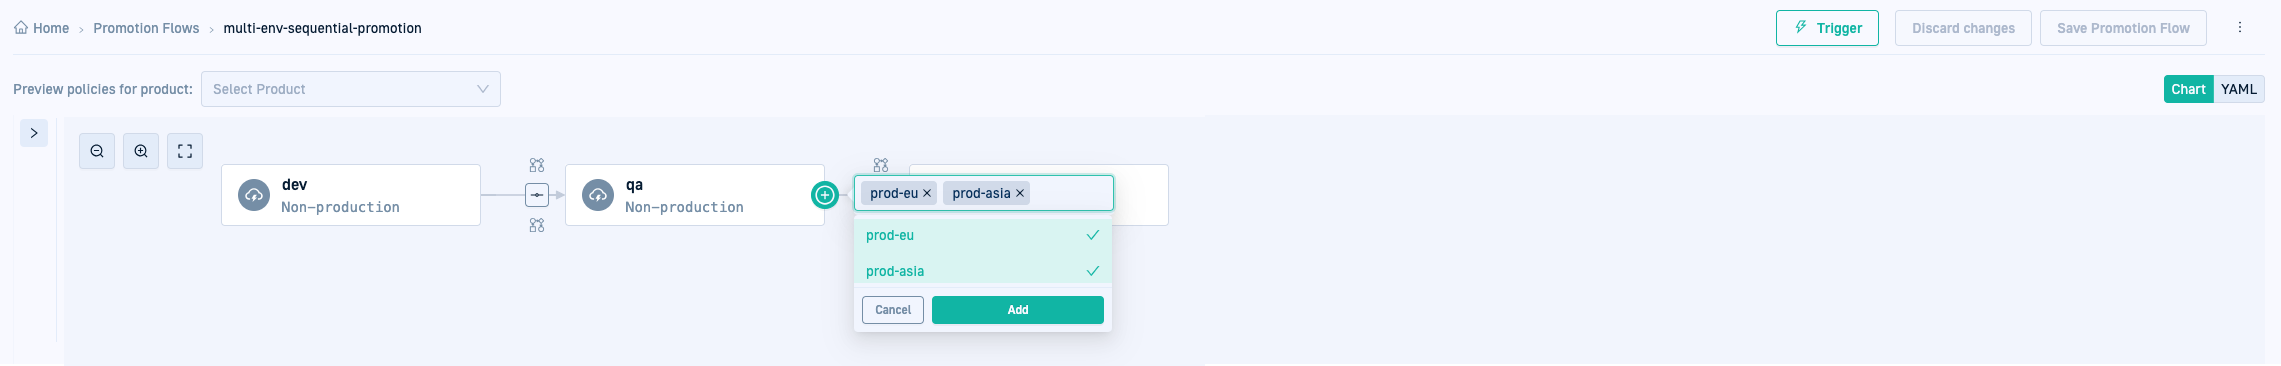 Home > Promotion Flows > multi-env-sequential-promotion
Trigger
Discard changes
Save Promotion Flow
Preview policies for product:
Select Product
Chart
YAML
dev
Non-production
qa
Non-production
prod-eu
prod-asia
prod-eu
prod-asia
Cancel
Add